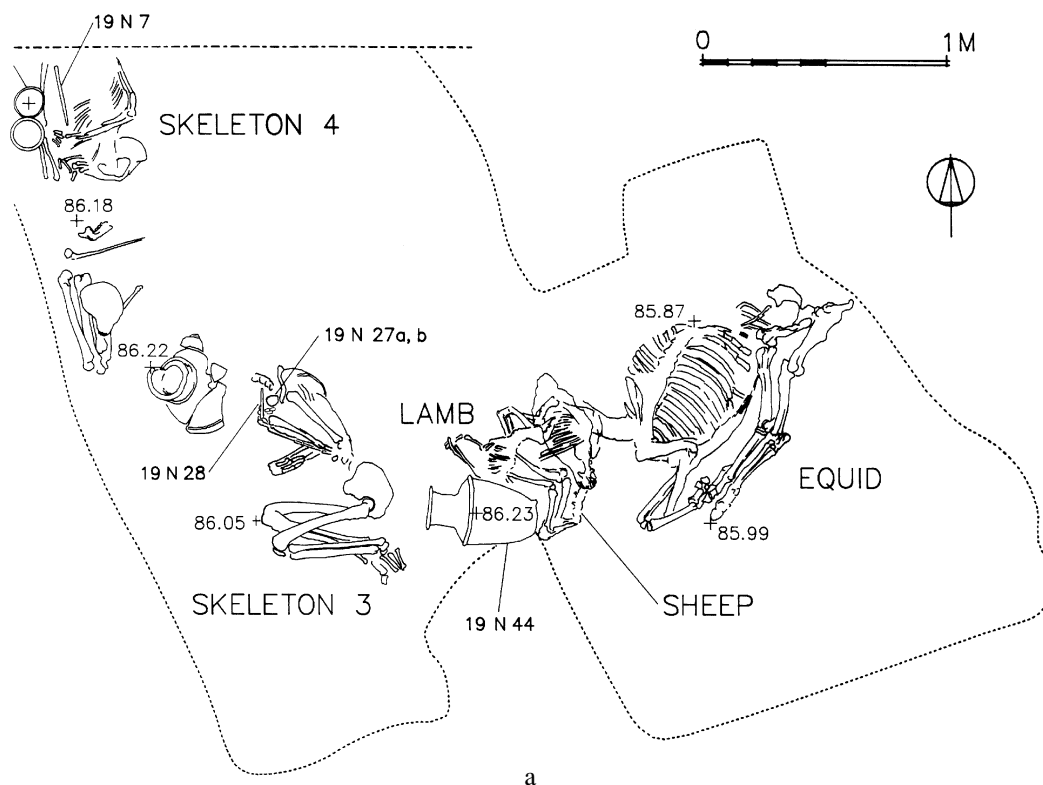 19 N 7
0 1 M
SKELETON 4
86.18
86.22
19 N 27a, b
85.87
LAMB
19 N 28
EQUID
86.05
86.23
85.99
SKELETON 3
SHEEP
19 N 44
a